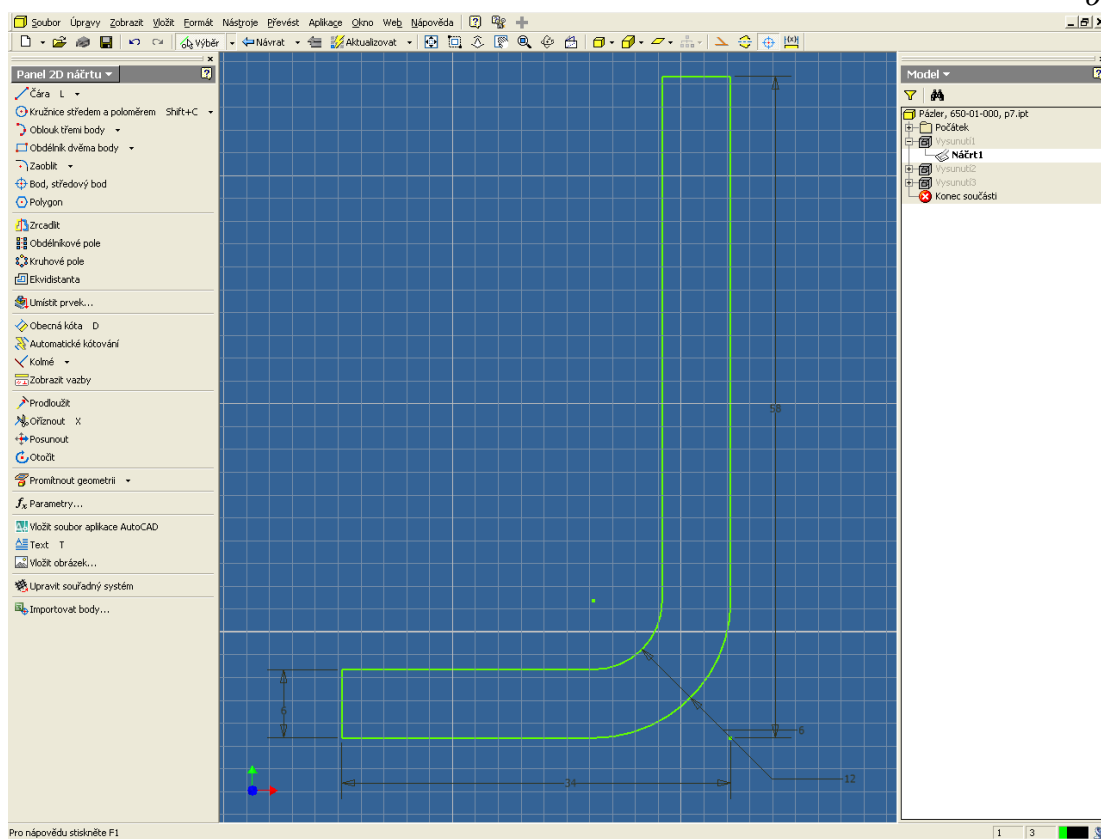 Soubor Úpravy Zobrazit Vložit Formát Nástroje Převést Aplikace Okno Web Nápověda
Výběr Návrat Aktualizovat
Panel 2D náčrtu
Čára L
Kružnice středem a poloměrem Shift+C
Oblouk třemi body
Obdélník dvěma body
Zaoblit
Bod, středový bod
Polygon
Zrcadlit
Obdélníkové pole
Kruhové pole
Ekvidistanta
Umístit prvek...
Obecná kóta D
Automatické kótování
Kolmé
Zobrazit vazby
Prodloužit
Oříznout X
Posunout
Otočit
Promítnout geometrii
fx Parametry...
Vložit soubor aplikace AutoCAD
Text T
Vložit obrázek...
Upravit souřadný systém
Importovat body...
58
6
6
12
34
Model
Pázler, 650-01-000, p7.ipt
Počátek
Vysunutí1
Náčrt1
Vysunutí2
Vysunutí3
Konec součásti
Pro nápovědu stiskněte F1
1 3